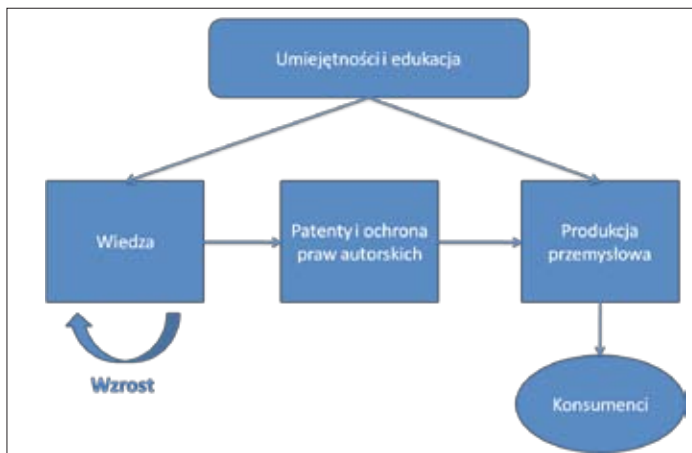 Umiejętności i edukacja
Wiedza
Patenty i ochrona
praw autorskich
Produkcja
przemysłowa
Wzrost
Konsumenci